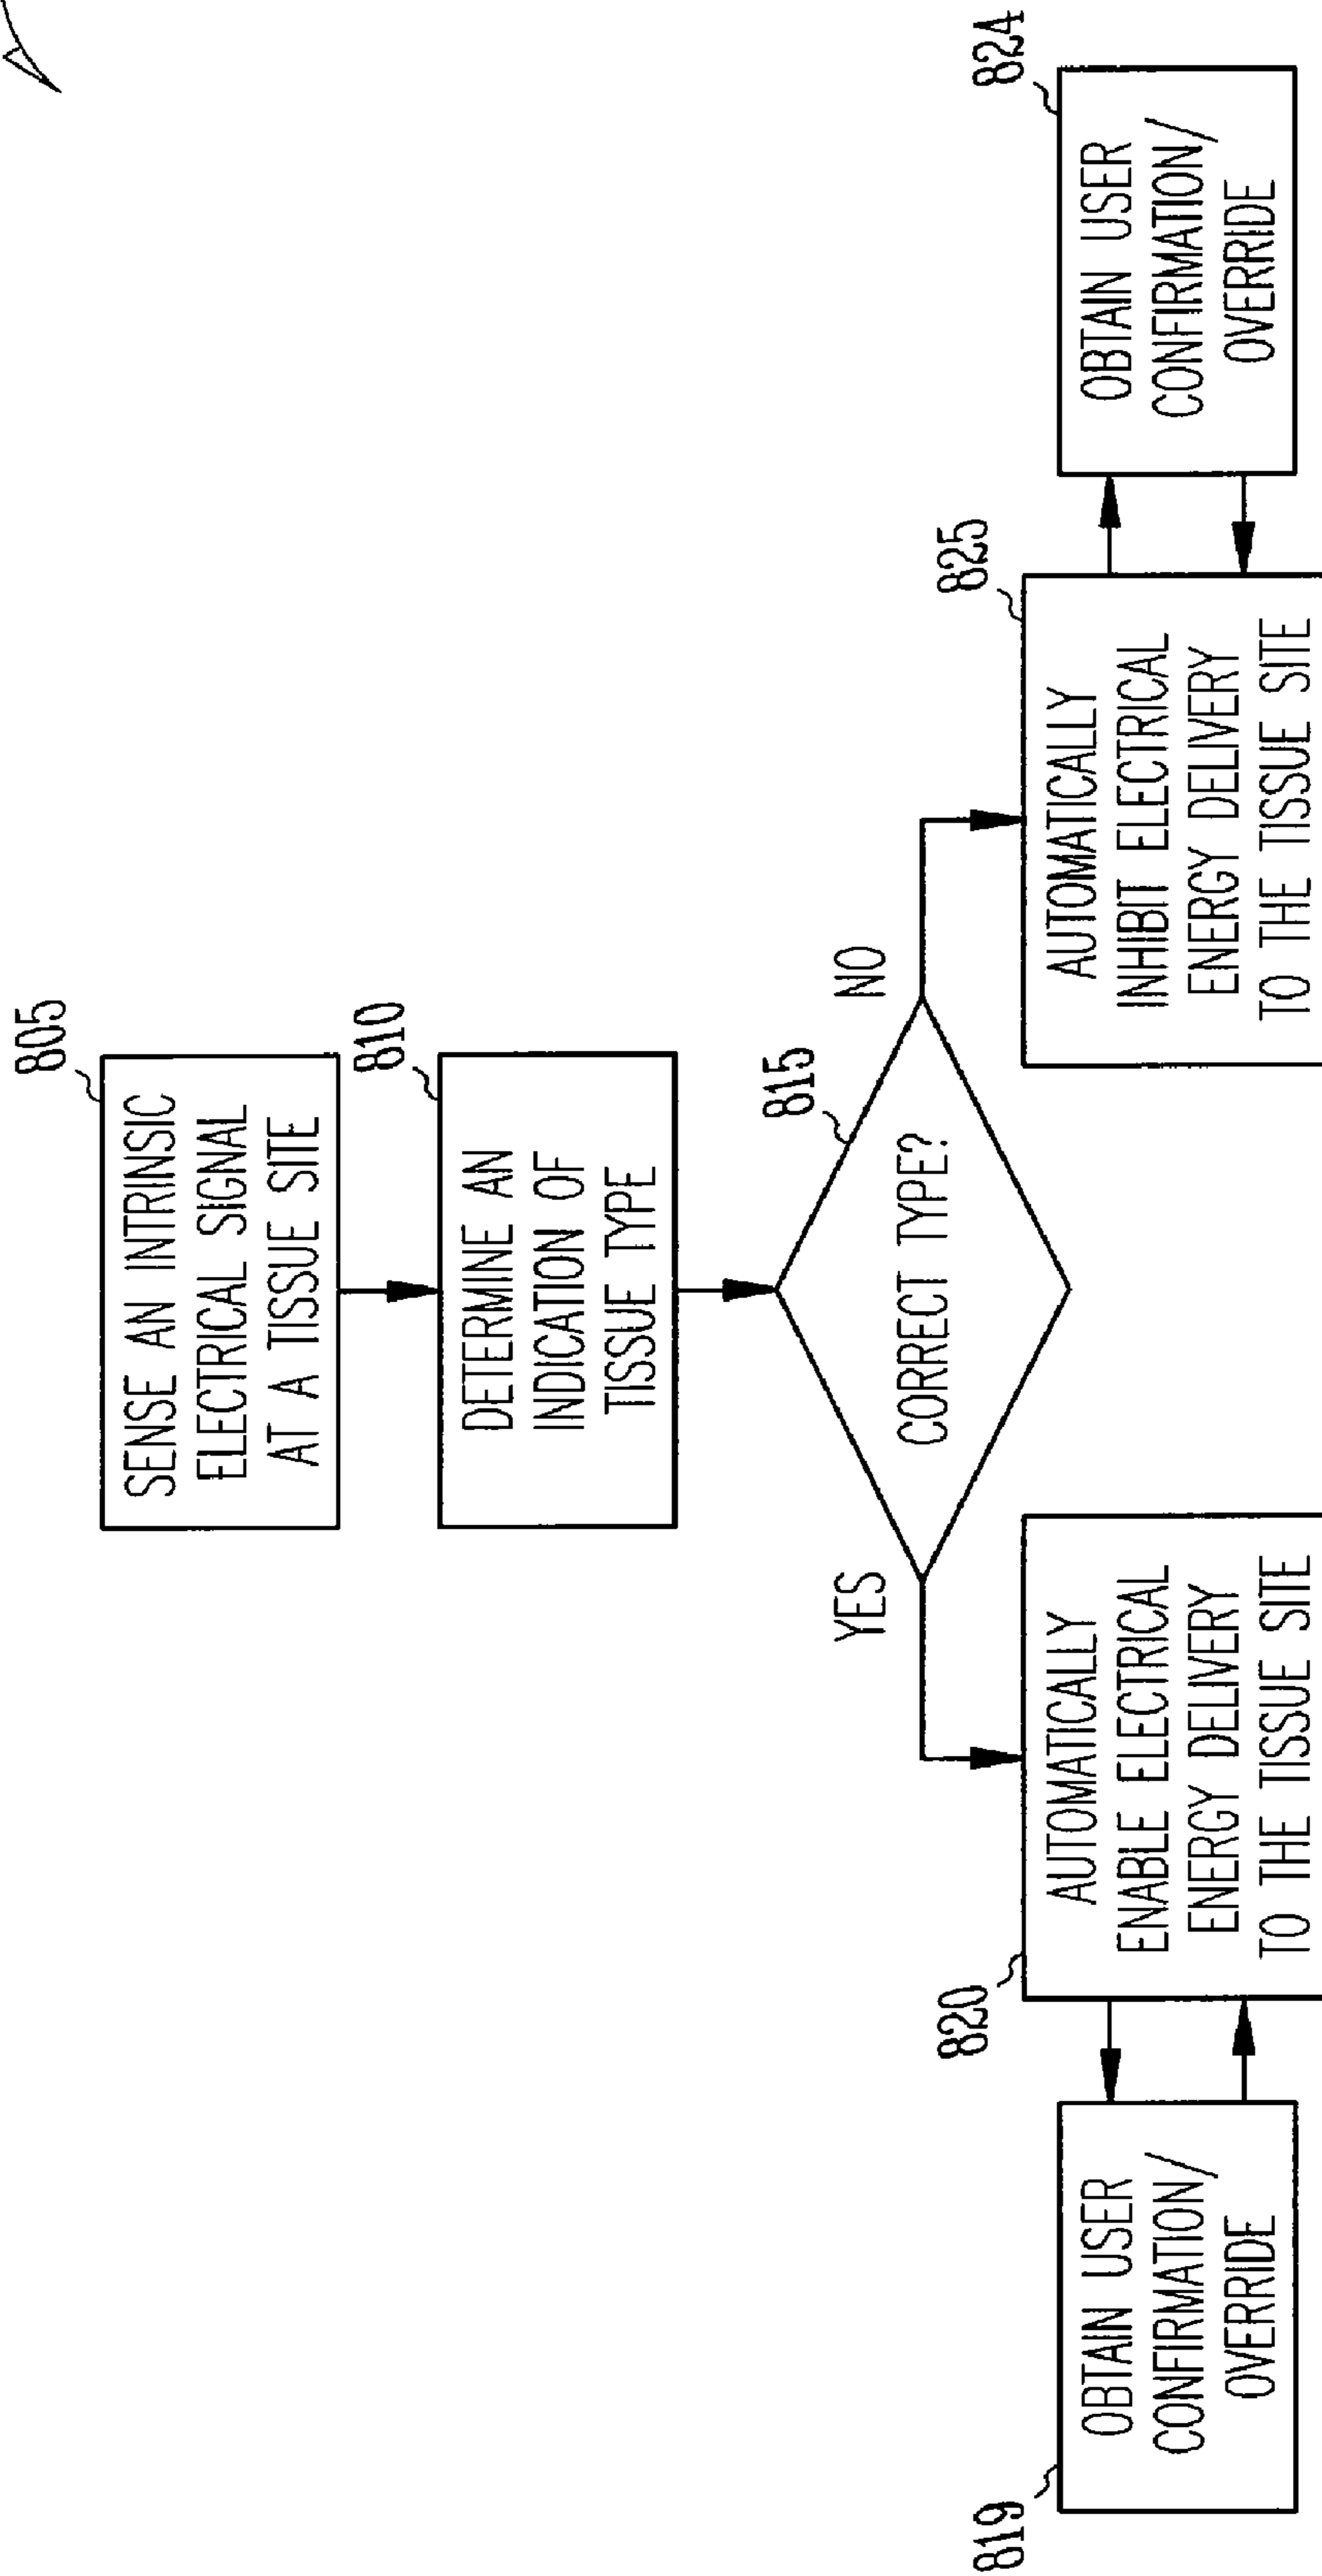 805
SENSE AN INTRINSIC
ELECTRICAL SIGNAL
AT A TISSUE SITE
810
DETERMINE AN
INDICATION OF
TISSUE TYPE
815
CORRECT TYPE?
YES
NO
819
OBTAIN USER
CONFIRMATION/
OVERRIDE
820
AUTOMATICALLY
ENABLE ELECTRICAL
ENERGY DELIVERY
TO THE TISSUE SITE
825
AUTOMATICALLY
INHIBIT ELECTRICAL
ENERGY DELIVERY
TO THE TISSUE SITE
824
OBTAIN USER
CONFIRMATION/
OVERRIDE